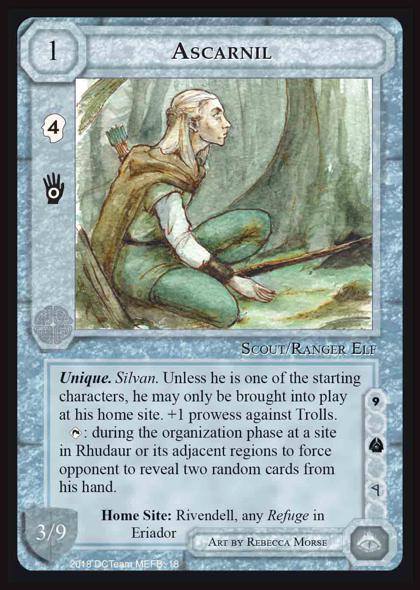 1
Ascarnil
4
Scout/Ranger Elf
Unique. Silvan. Unless he is one of the starting
characters, he may only be brought into play
at his home site. +1 prowess against Trolls.
: during the organization phase at a site
in Rhudaur or its adjacent regions to force
opponent to reveal two random cards from
his hand.
9
Home Site: Rivendell, any Refuge in
Eriador
3/9
Art by Rebecca Morse
2018 DCTeam MEFB: 18